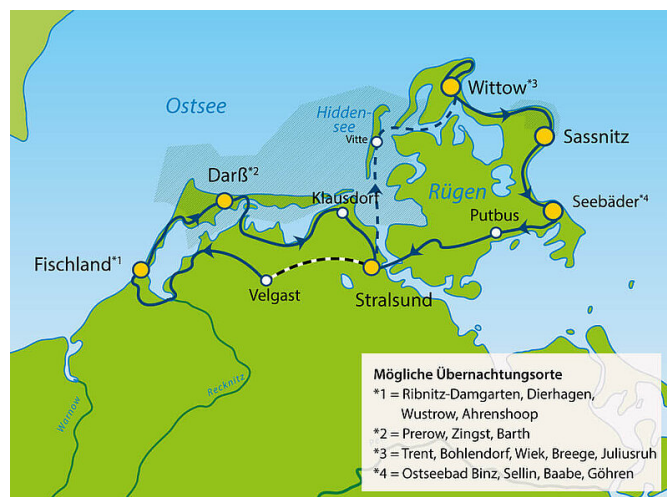 Wittow*3
Ostsee
Hidden-
see
Vitte
Sassnitz
Darß*2
Rügen
Seebäder*4
Klausdorf
Putbus
Fischland*1
Velgast
Stralsund
Recknitz
Warnow
Mögliche Übernachtungsorte
*1 = Ribnitz-Damgarten, Dierhagen,
Wustrow, Ahrenshoop
*2 = Prerow, Zingst, Barth
*3 = Trent, Bohlendorf, Wiek, Breege, Juliusruh
*4 = Ostseebad Binz, Sellin, Baabe, Göhren